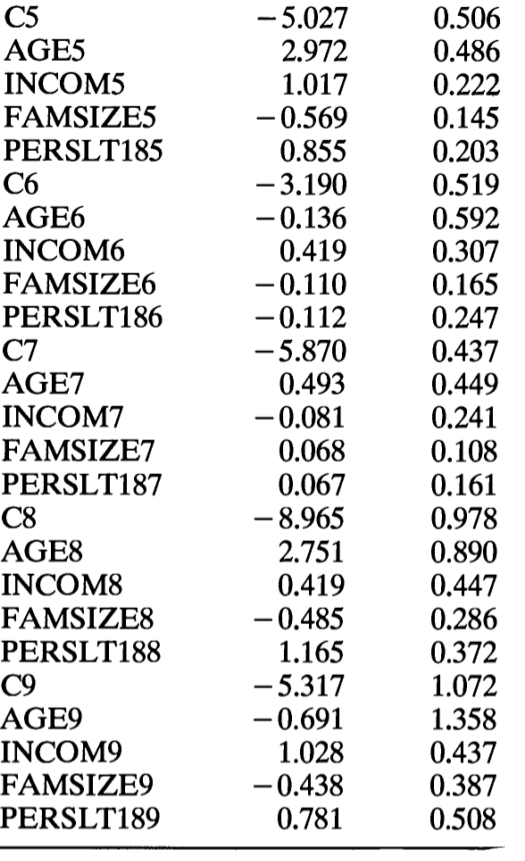 C5 −5.027 0.506
AGE5 2.972 0.486
INCOM5 1.017 0.222
FAMSIZE5 −0.569 0.145
PERSLT185 0.855 0.203
C6 −3.190 0.519
AGE6 −0.136 0.592
INCOM6 0.419 0.307
FAMSIZE6 −0.110 0.165
PERSLT186 −0.112 0.247
C7 −5.870 0.437
AGE7 0.493 0.449
INCOM7 −0.081 0.241
FAMSIZE7 0.068 0.108
PERSLT187 0.067 0.161
C8 −8.965 0.978
AGE8 2.751 0.890
INCOM8 0.419 0.447
FAMSIZE8 −0.485 0.286
PERSLT188 1.165 0.372
C9 −5.317 1.072
AGE9 −0.691 1.358
INCOM9 1.028 0.437
FAMSIZE9 −0.438 0.387
PERSLT189 0.781 0.508